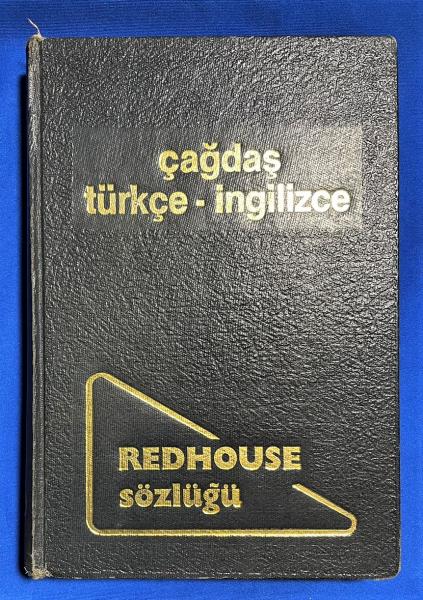 çağdaş
türkçe - ingilizce
REDHOUSE
sözlüğü